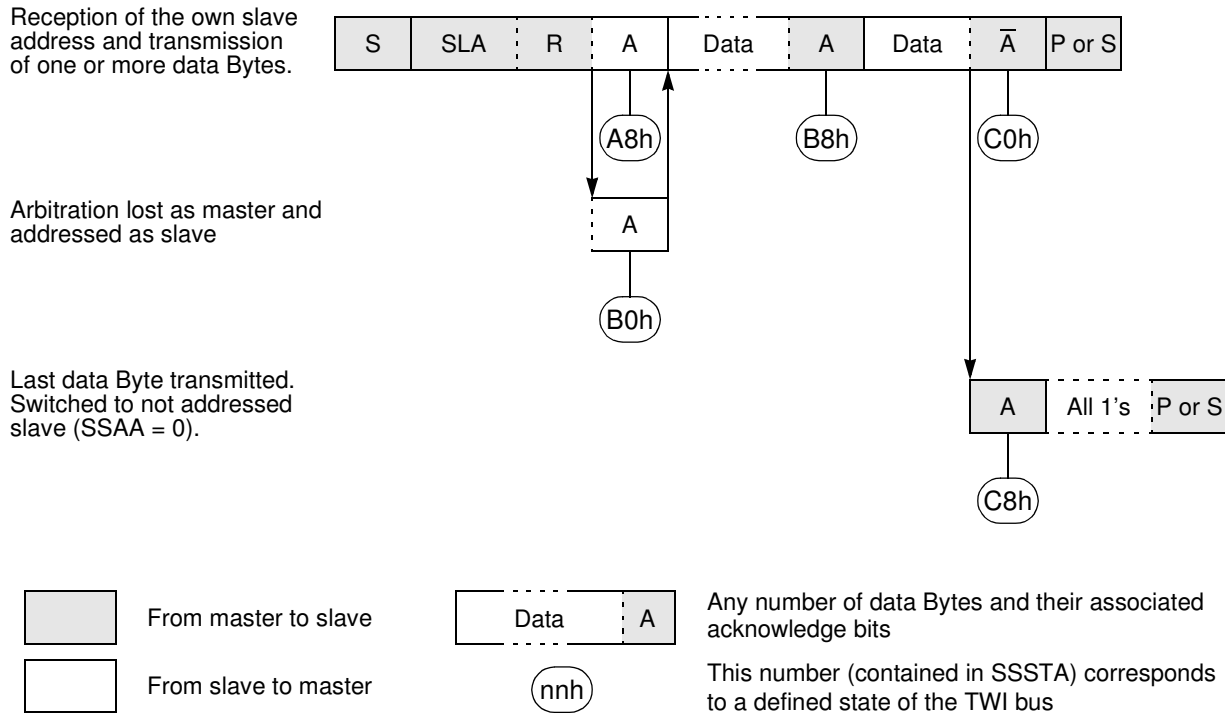 Reception of the own slave
address and transmission
of one or more data Bytes.
S SLA R A Data A Data A̅ P or S
A8h B8h C0h
Arbitration lost as master and
addressed as slave
A
B0h
Last data Byte transmitted.
Switched to not addressed
slave (SSAA = 0).
A All 1's P or S
C8h
From master to slave
Data A
Any number of data Bytes and their associated
acknowledge bits
From slave to master
nnh
This number (contained in SSSTA) corresponds
to a defined state of the TWI bus